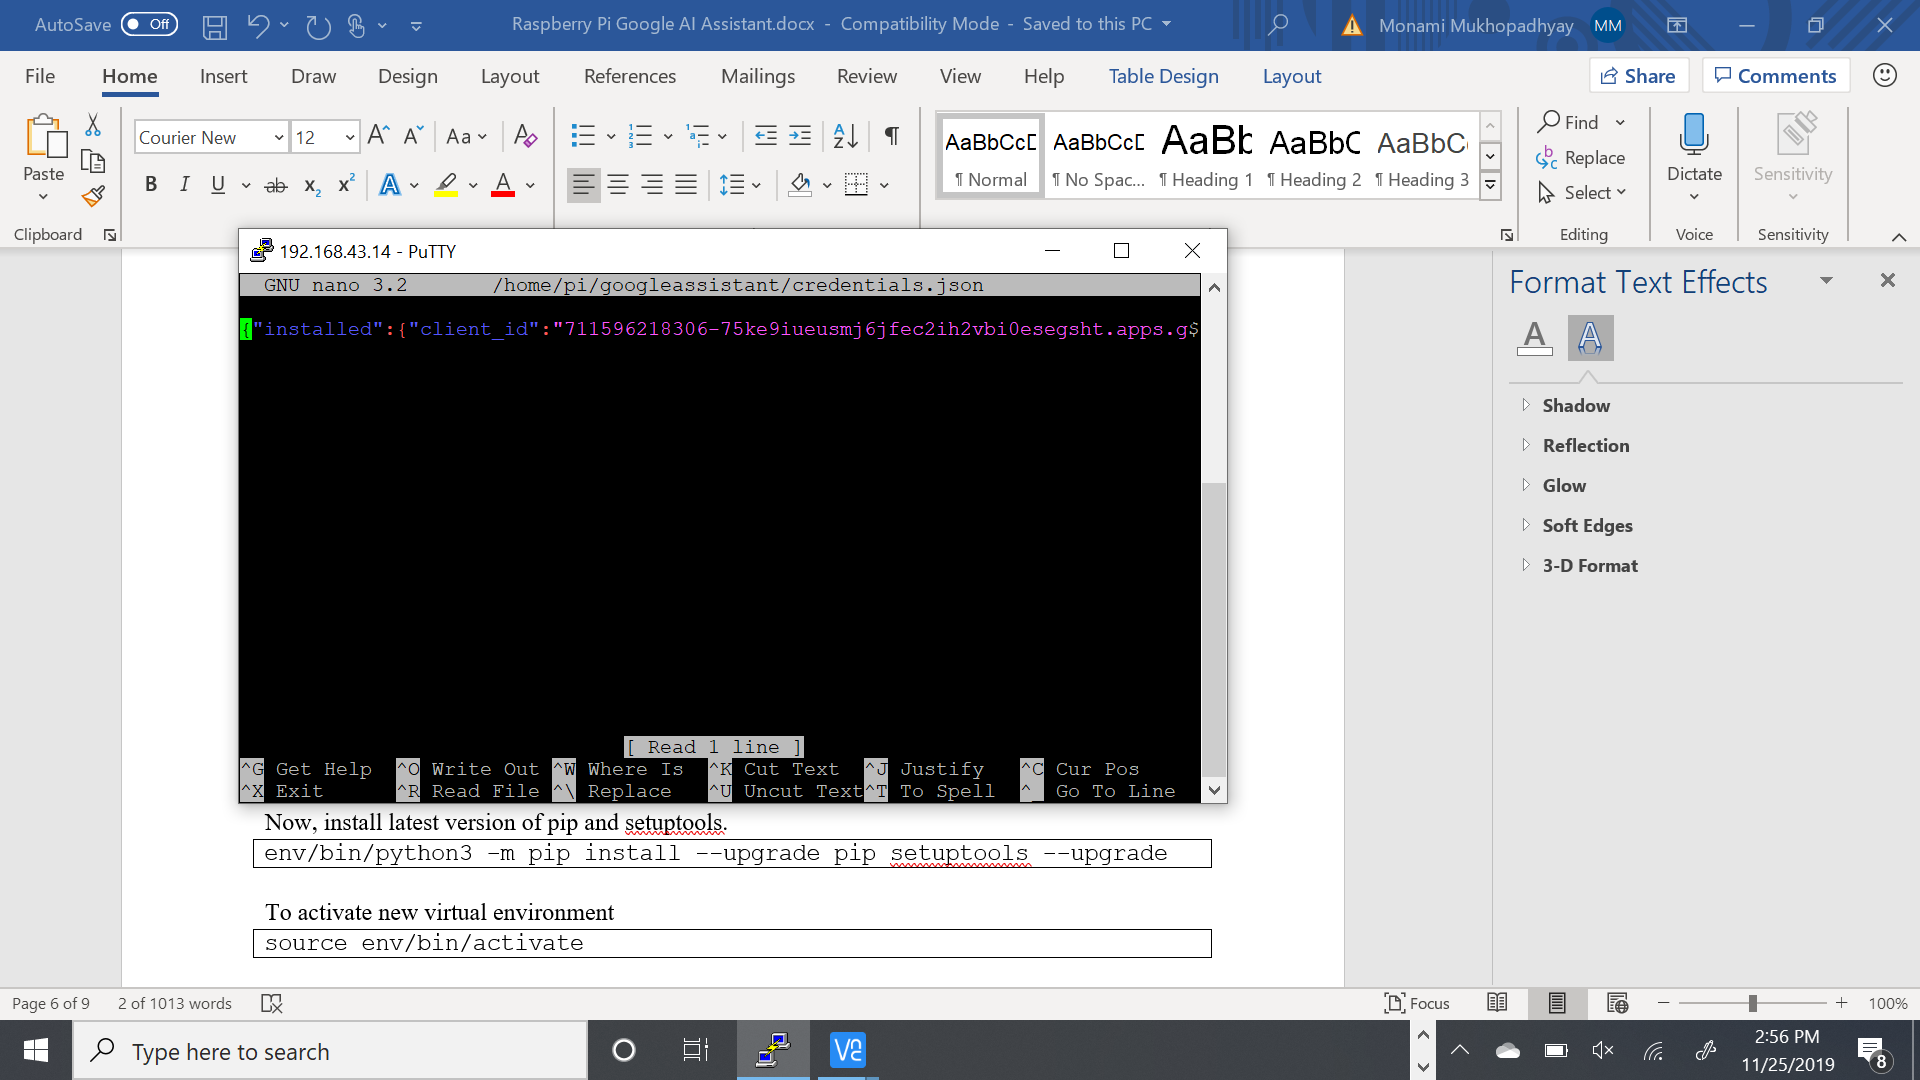 AutoSave Off Raspberry Pi Google AI Assistant.docx - Compatibility Mode - Saved to this PC Monami Mukhopadhyay MM
File Home Insert Draw Design Layout References Mailings Review View Help Table Design Layout Share Comments
Paste
Clipboard
Courier New 12 Aa
B I U ab x2 x2 A A
AaBbCcD AaBbCcD AaBb AaBbC AaBbC
¶ Normal ¶ No Spac... ¶ Heading 1 ¶ Heading 2 ¶ Heading 3
Find
Replace
Select
Editing
Dictate
Voice
Sensitivity
Sensitivity
192.168.43.14 - PuTTY
GNU nano 3.2 /home/pi/googleassistant/credentials.json
{"installed":{"client_id":"711596218306-75ke9iueusmj6jfec2ih2vbi0esegsht.apps.g$
[ Read 1 line ]
^G Get Help ^O Write Out ^W Where Is ^K Cut Text ^J Justify ^C Cur Pos
^X Exit ^R Read File ^\ Replace ^U Uncut Text ^T To Spell ^_ Go To Line
Format Text Effects
Shadow
Reflection
Glow
Soft Edges
3-D Format
Now, install latest version of pip and setuptools.
env/bin/python3 -m pip install --upgrade pip setuptools --upgrade
To activate new virtual environment
source env/bin/activate
Page 6 of 9 2 of 1013 words Focus 100%
Type here to search
2:56 PM
11/25/2019
8